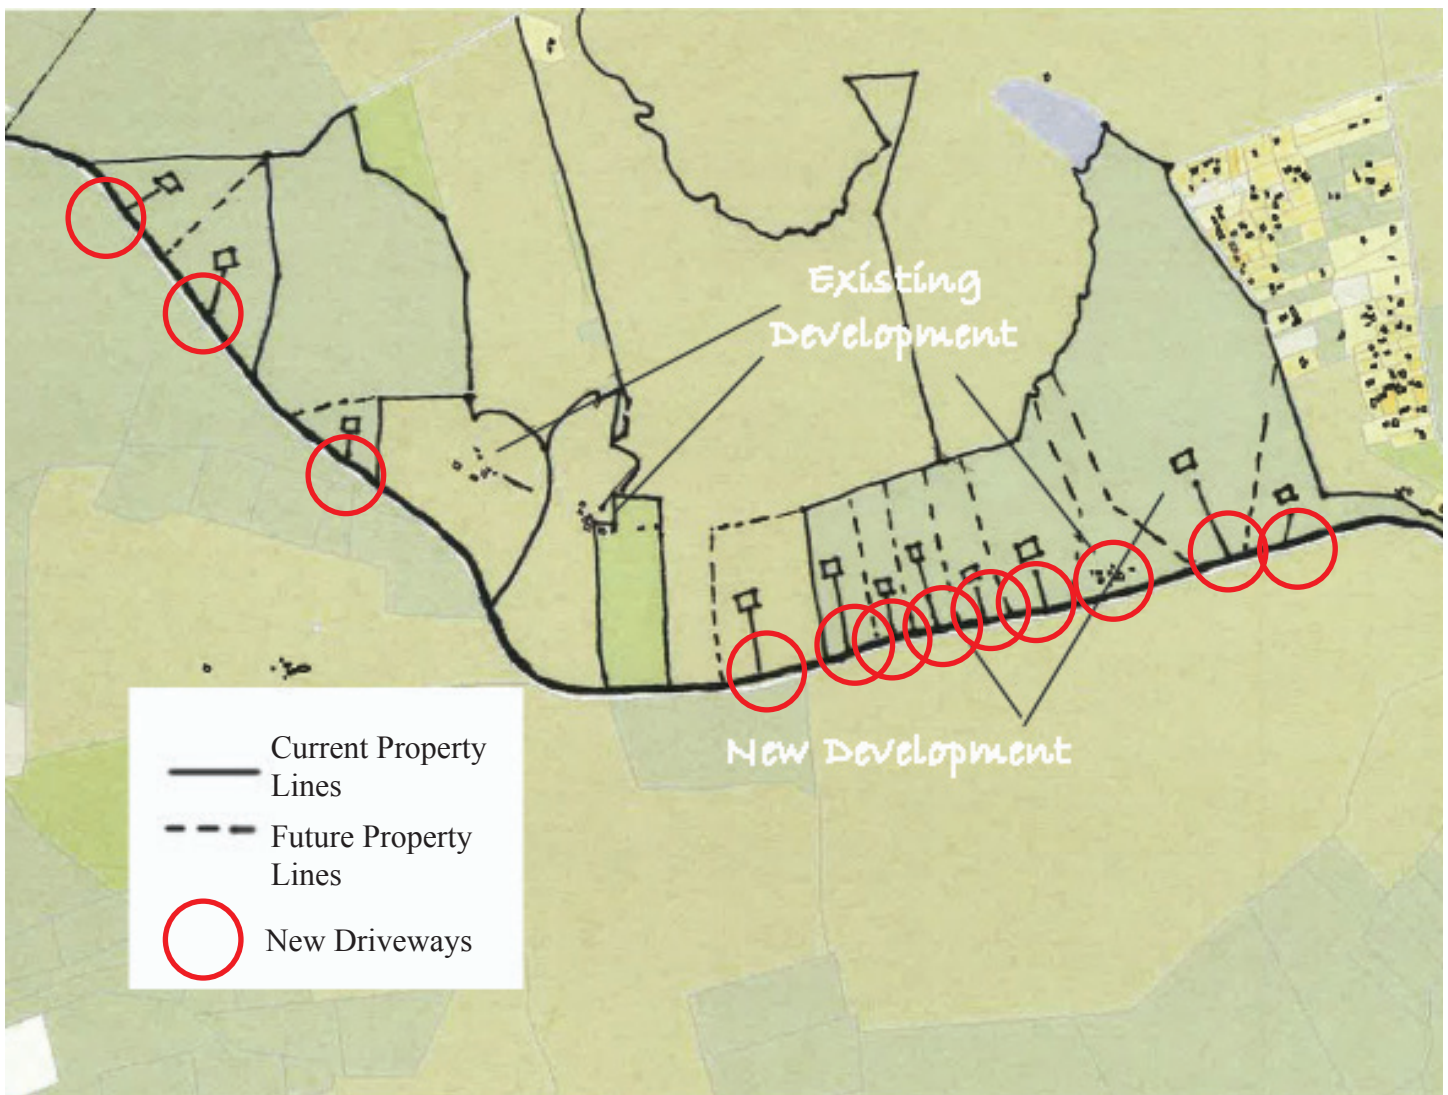 Existing
Development
New Development
Current Property
Lines
Future Property
Lines
New Driveways